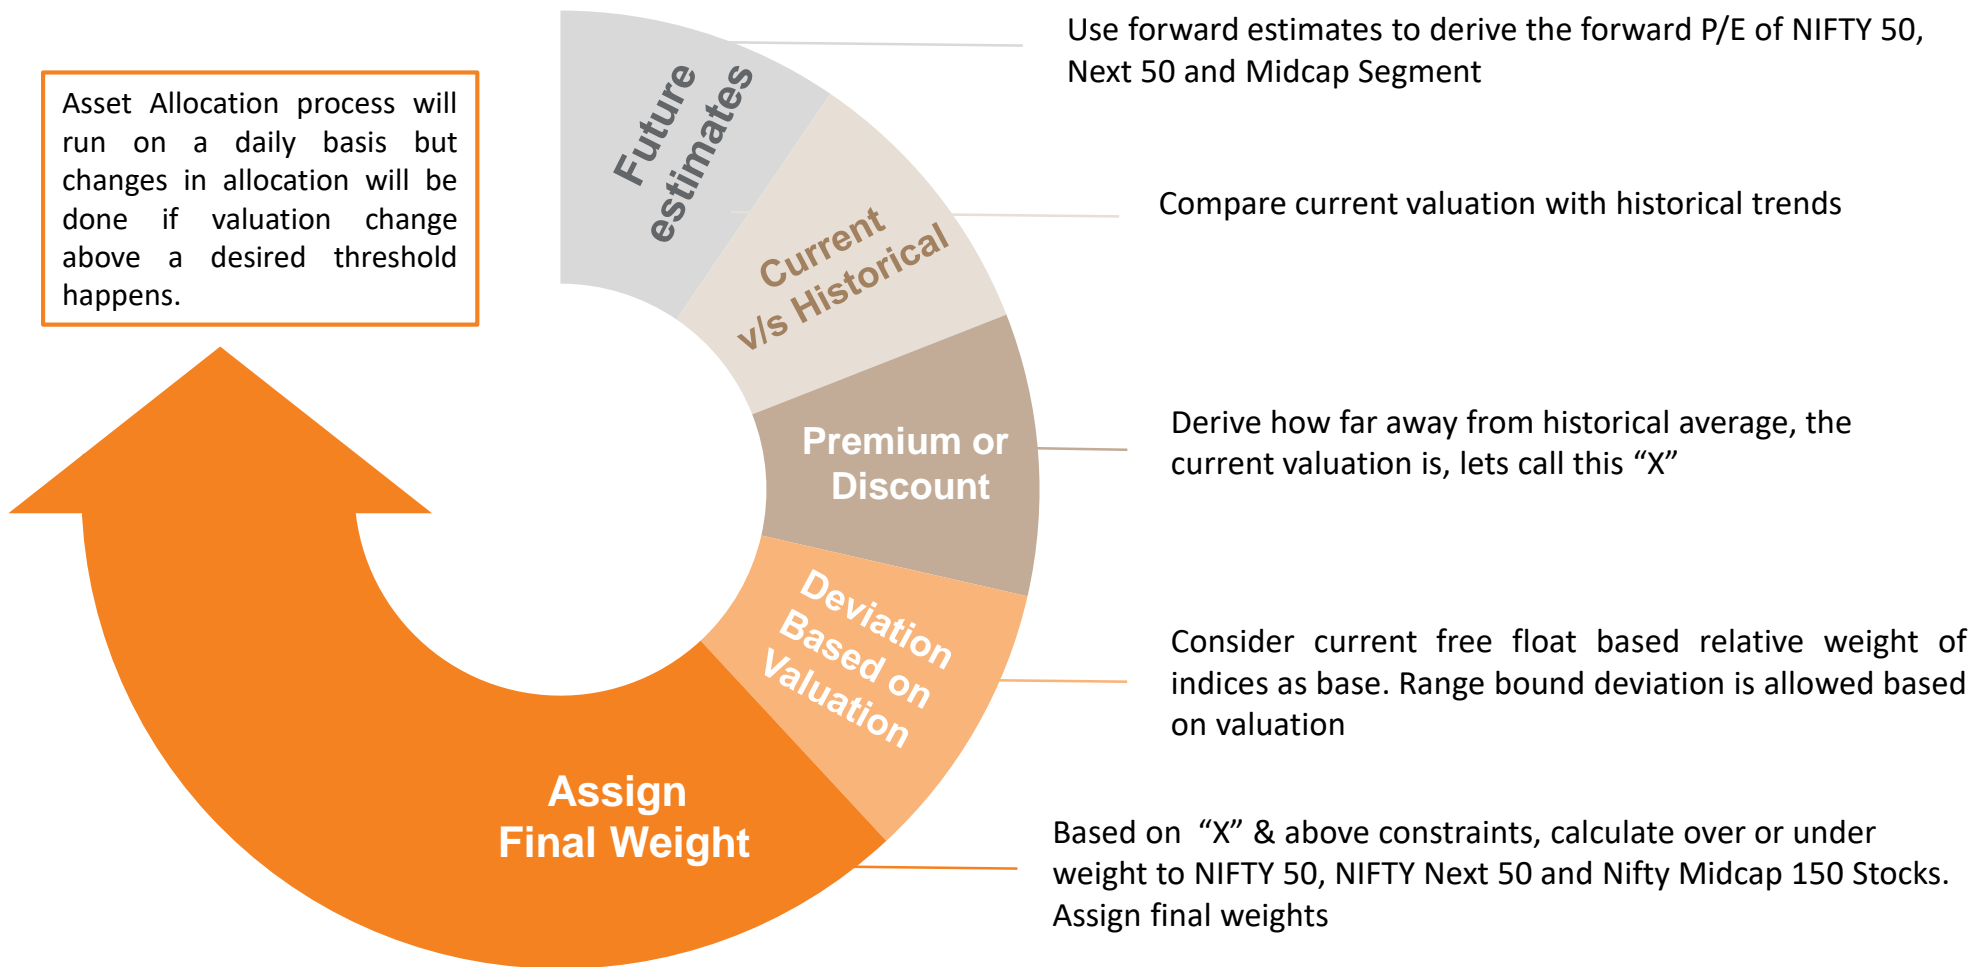 Use forward estimates to derive the forward P/E of NIFTY 50,
Next 50 and Midcap Segment
Asset Allocation process will
run on a daily basis but
changes in allocation will be
done if valuation change
above a desired threshold
happens.
Future
estimates
Current
v/s Historical
Compare current valuation with historical trends
Premium or
Discount
Derive how far away from historical average, the
current valuation is, lets call this “X”
Deviation
Based on
Valuation
Consider current free float based relative weight of
indices as base. Range bound deviation is allowed based
on valuation
Assign
Final Weight
Based on “X” & above constraints, calculate over or under
weight to NIFTY 50, NIFTY Next 50 and Nifty Midcap 150 Stocks.
Assign final weights